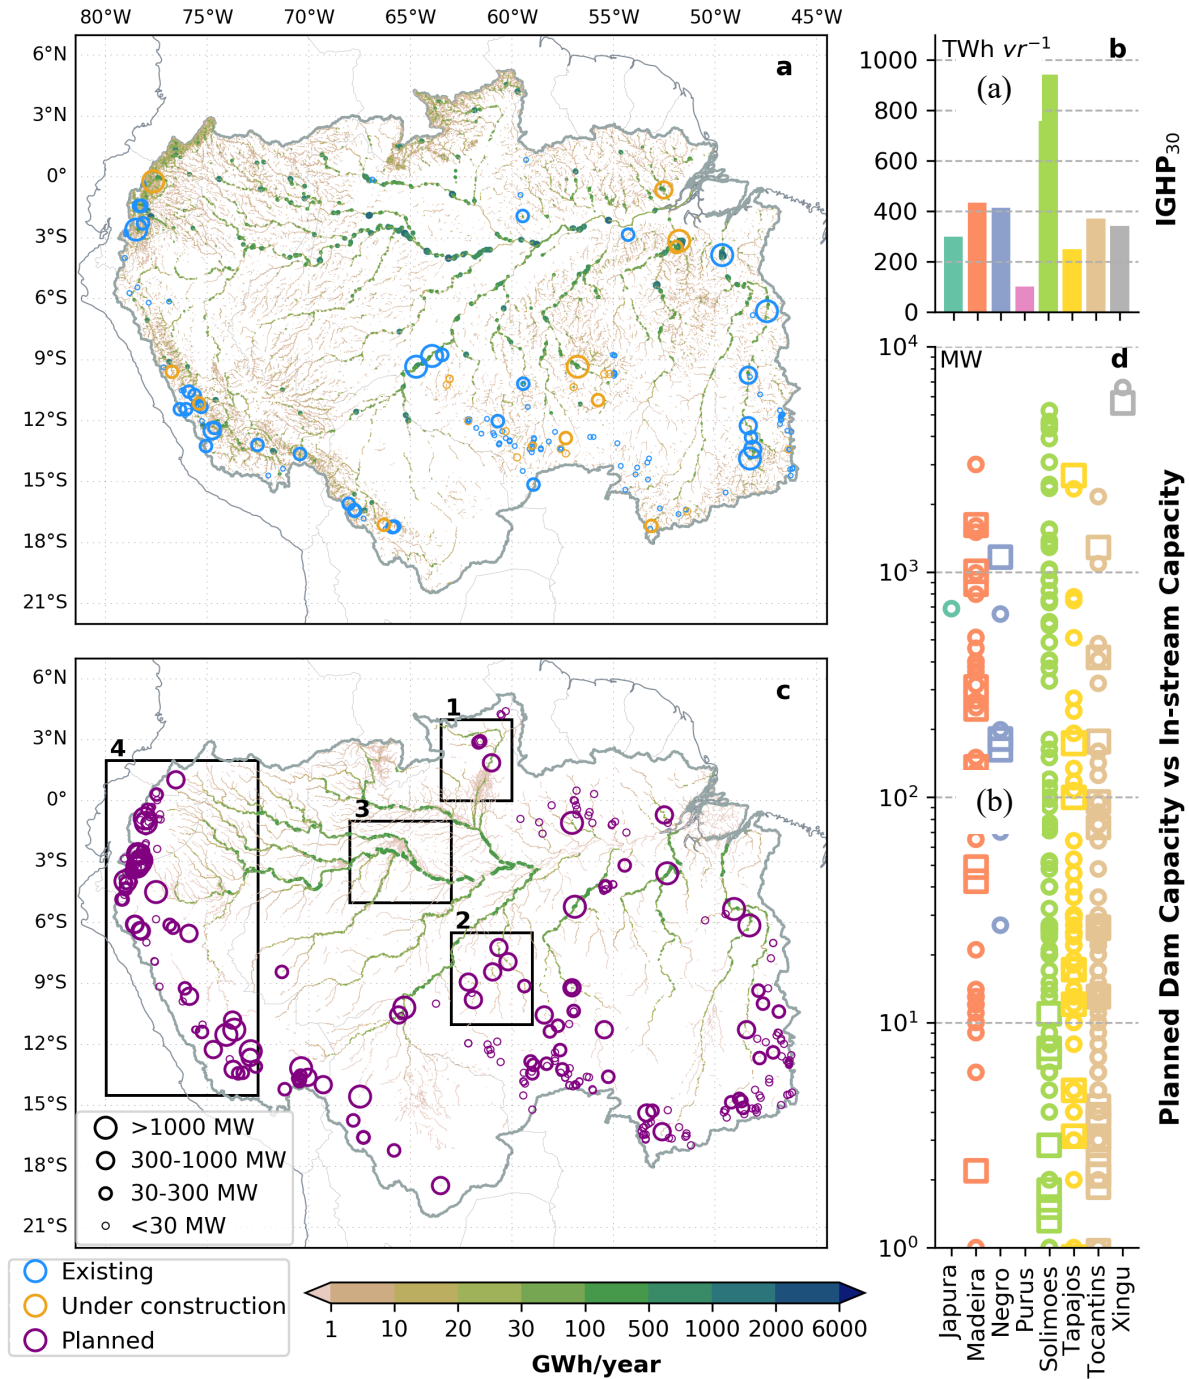 80°W 75°W 70°W 65°W 60°W 55°W 50°W 45°W
6°N
3°N
0°
3°S
6°S
9°S
12°S
15°S
18°S
21°S
a
TWh vr⁻¹
b
(a)
1000
800
600
400
200
0
IGHP₃₀
6°N
3°N
0°
3°S
6°S
9°S
12°S
15°S
18°S
21°S
c
1
2
3
4
>1000 MW
300-1000 MW
30-300 MW
<30 MW
MW
d
(b)
10⁴
10³
10²
10¹
10⁰
Planned Dam Capacity vs In-stream Capacity
Japura
Madeira
Negro
Purus
Solimoes
Tapajos
Tocantins
Xingu
Existing
Under construction
Planned
1 10 20 30 100 500 1000 2000 6000
GWh/year